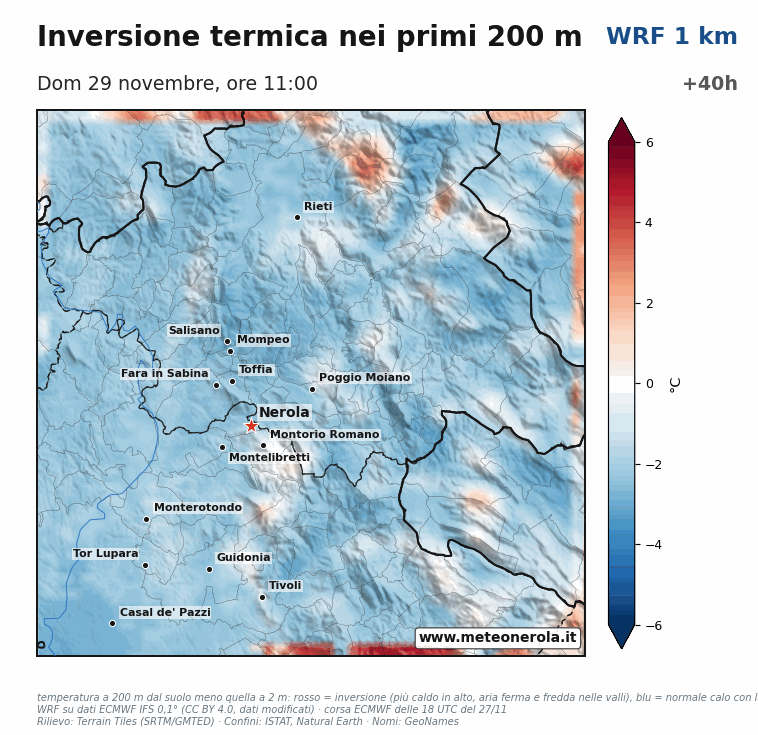 Inversione termica nei primi 200 m WRF 1 km
Dom 29 novembre, ore 11:00 +40h
6
4
2
0
−2
−4
−6
°C
Rieti
Salisano
Mompeo
Fara in Sabina
Toffia
Poggio Moiano
Nerola
Montorio Romano
Montelibretti
Monterotondo
Tor Lupara
Guidonia
Tivoli
Casal de' Pazzi
www.meteonerola.it
temperatura a 200 m dal suolo meno quella a 2 m: rosso = inversione (più caldo in alto, aria ferma e fredda nelle valli), blu = normale calo con l
WRF su dati ECMWF IFS 0,1° (CC BY 4.0, dati modificati) · corsa ECMWF delle 18 UTC del 27/11
Rilievo: Terrain Tiles (SRTM/GMTED) · Confini: ISTAT, Natural Earth · Nomi: GeoNames